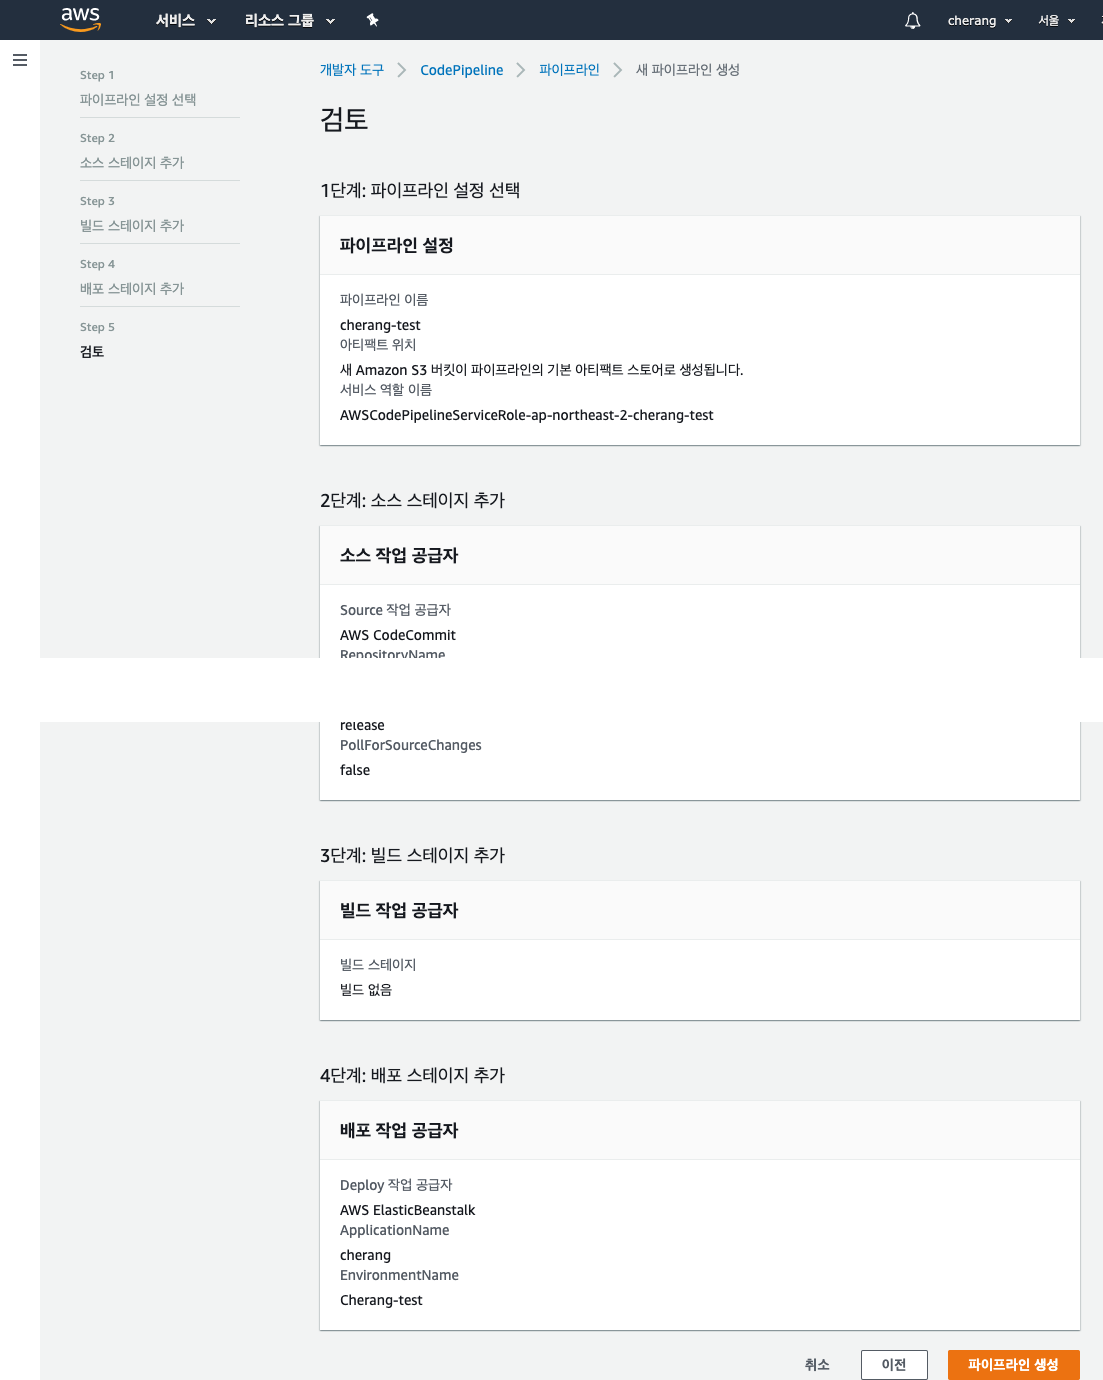 aws 서비스 리소스 그룹 cherang 서울
Step 1
파이프라인 설정 선택
Step 2
소스 스테이지 추가
Step 3
빌드 스테이지 추가
Step 4
배포 스테이지 추가
Step 5
검토
개발자 도구 CodePipeline 파이프라인 새 파이프라인 생성
검토
1단계: 파이프라인 설정 선택
파이프라인 설정
파이프라인 이름
cherang-test
아티팩트 위치
새 Amazon S3 버킷이 파이프라인의 기본 아티팩트 스토어로 생성됩니다.
서비스 역할 이름
AWSCodePipelineServiceRole-ap-northeast-2-cherang-test
2단계: 소스 스테이지 추가
소스 작업 공급자
Source 작업 공급자
AWS CodeCommit
RepositoryName
release
PollForSourceChanges
false
3단계: 빌드 스테이지 추가
빌드 작업 공급자
빌드 스테이지
빌드 없음
4단계: 배포 스테이지 추가
배포 작업 공급자
Deploy 작업 공급자
AWS ElasticBeanstalk
ApplicationName
cherang
EnvironmentName
Cherang-test
취소 이전 파이프라인 생성